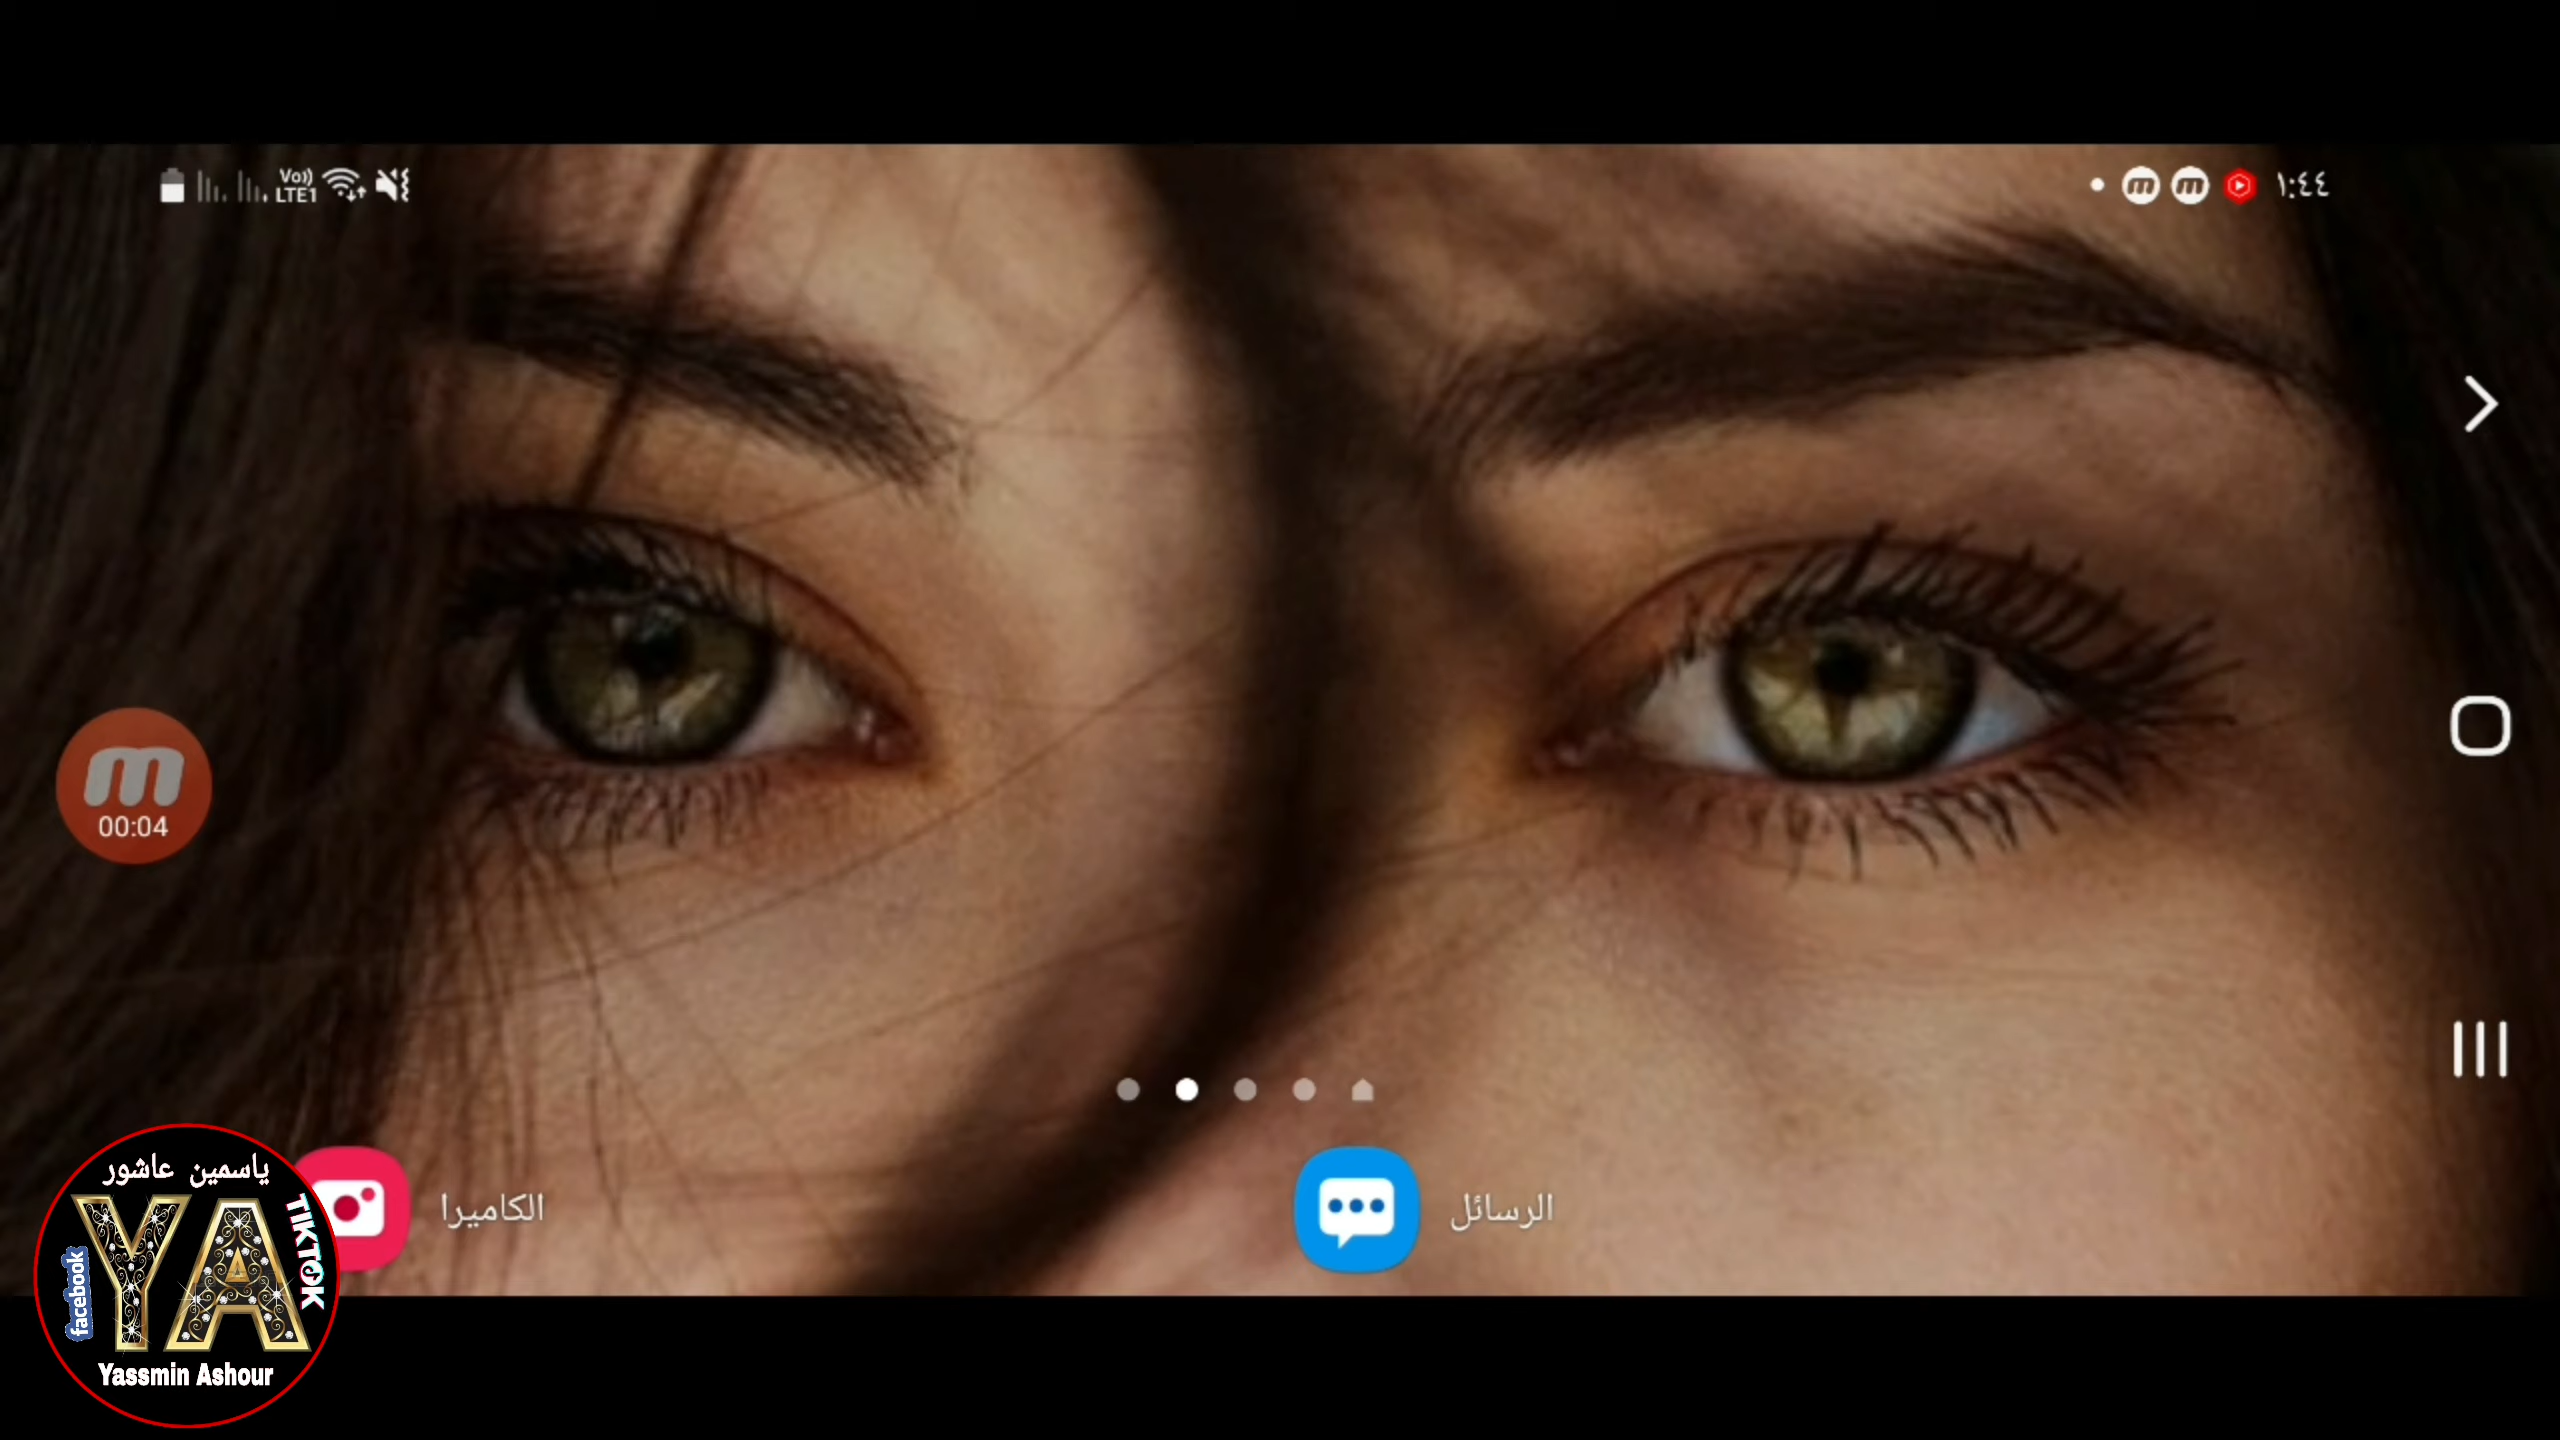 Vo)) LTE1
١:٤٤
00:04
الكاميرا
الرسائل
ياسمين عاشور
YA
facebook
TIKTOK
Yassmin Ashour